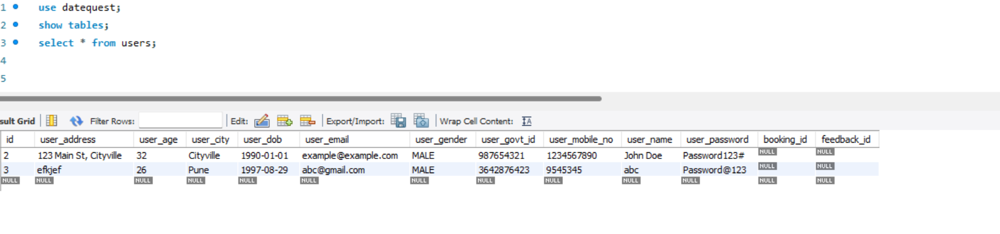 1 use datequest;
2 show tables;
3 select * from users;
4
5
sult Grid Filter Rows: Edit: Export/Import: Wrap Cell Content: IA
id user_address user_age user_city user_dob user_email user_gender user_govt_id user_mobile_no user_name user_password booking_id feedback_id
2 123 Main St, Cityville 32 Cityville 1990-01-01 example@example.com MALE 987654321 1234567890 John Doe Password123# NULL NULL
3 efkjef 26 Pune 1997-08-29 abc@gmail.com MALE 3642876423 9545345 abc Password@123 NULL NULL
NULL NULL NULL NULL NULL NULL NULL NULL NULL NULL NULL NULL NULL